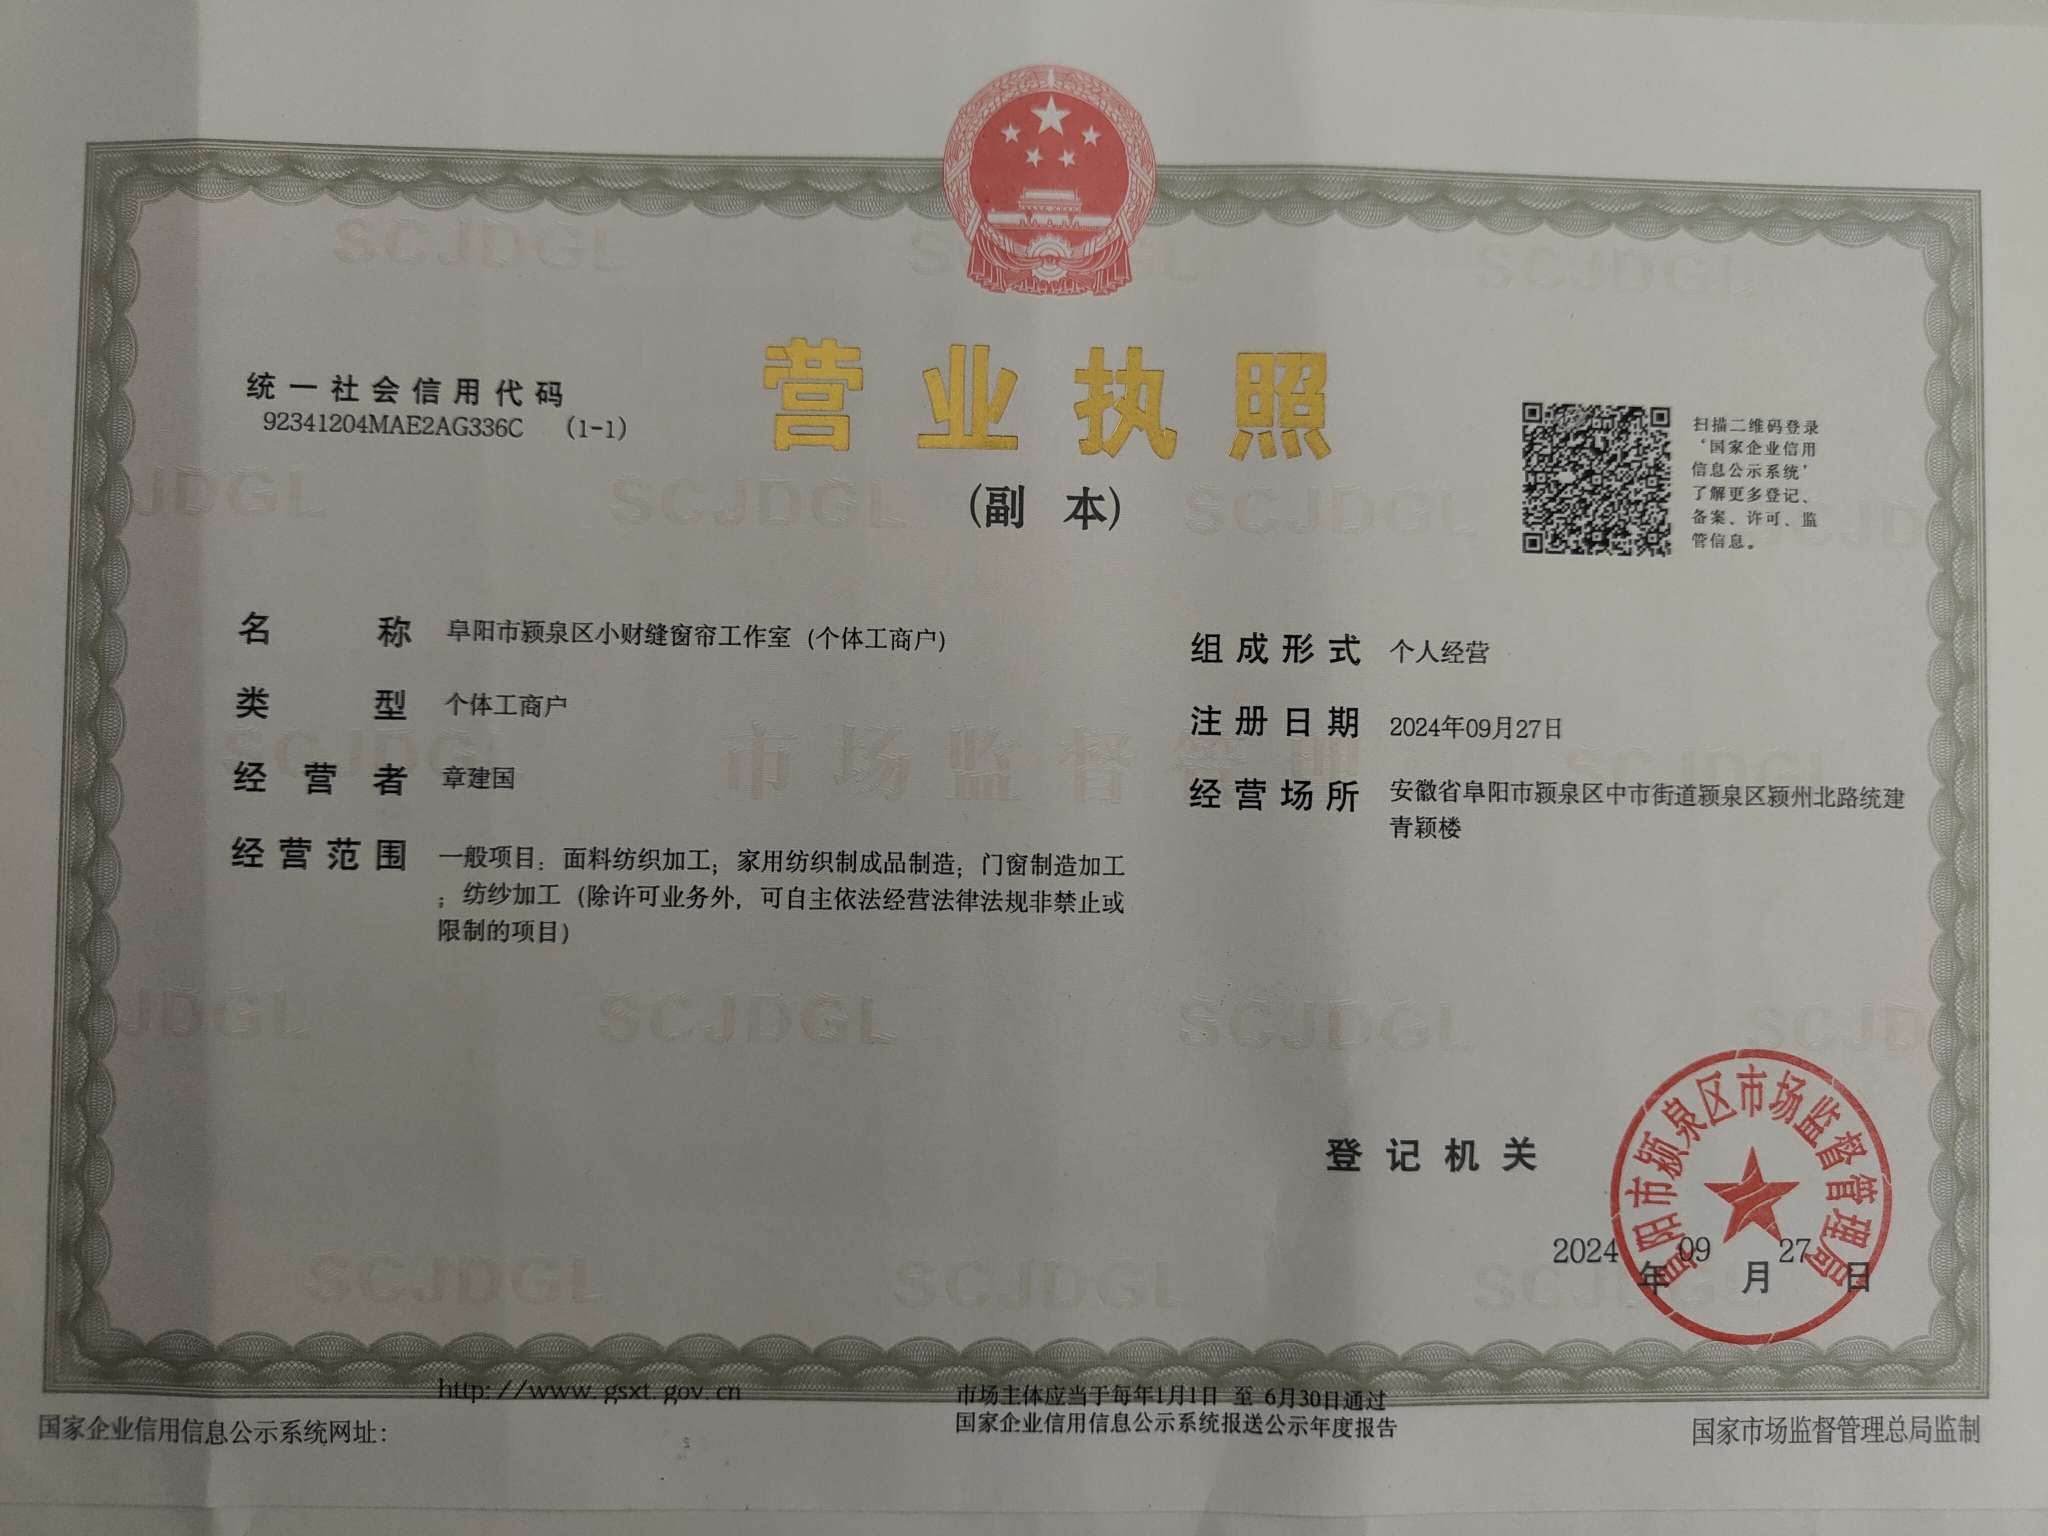 营业执照
(副 本)
统一社会信用代码
92341204MAE2AG336C (1-1)
扫描二维码登录
‘国家企业信用
信息公示系统’
了解更多登记、
备案、许可、监
管信息。
名 称 阜阳市颍泉区小财缝窗帘工作室（个体工商户）
类 型 个体工商户
经 营 者 章建国
经营范围 一般项目：面料纺织加工；家用纺织制成品制造；门窗制造加工
；纺纱加工（除许可业务外，可自主依法经营法律法规非禁止或
限制的项目）
组成形式 个人经营
注册日期 2024年09月27日
经营场所 安徽省阜阳市颍泉区中市街道颍泉区颍州北路统建
青颖楼
市场监督管理
SCJDGL
登记机关
阜阳市颍泉区市场监督管理局
2024年09月27日
国家企业信用信息公示系统网址：
http://www.gsxt.gov.cn
市场主体应当于每年1月1日 至 6月30日通过
国家企业信用信息公示系统报送公示年度报告
国家市场监督管理总局监制